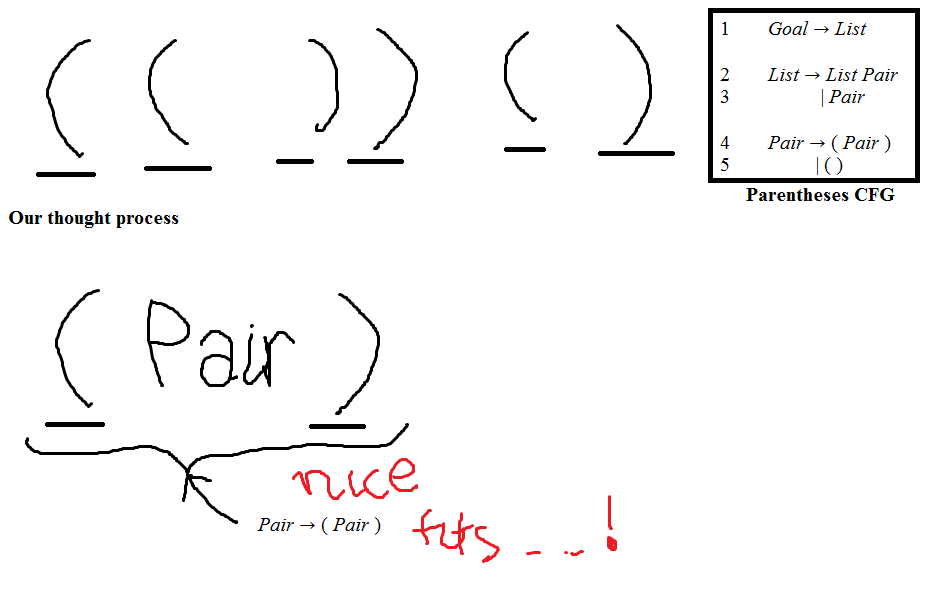 ( ( ) ) ( )
1 Goal → List
2 List → List Pair
3 | Pair
4 Pair → ( Pair )
5 | ( )
Parentheses CFG
Our thought process
( Pair )
nice
Pair → ( Pair )
fits - - !